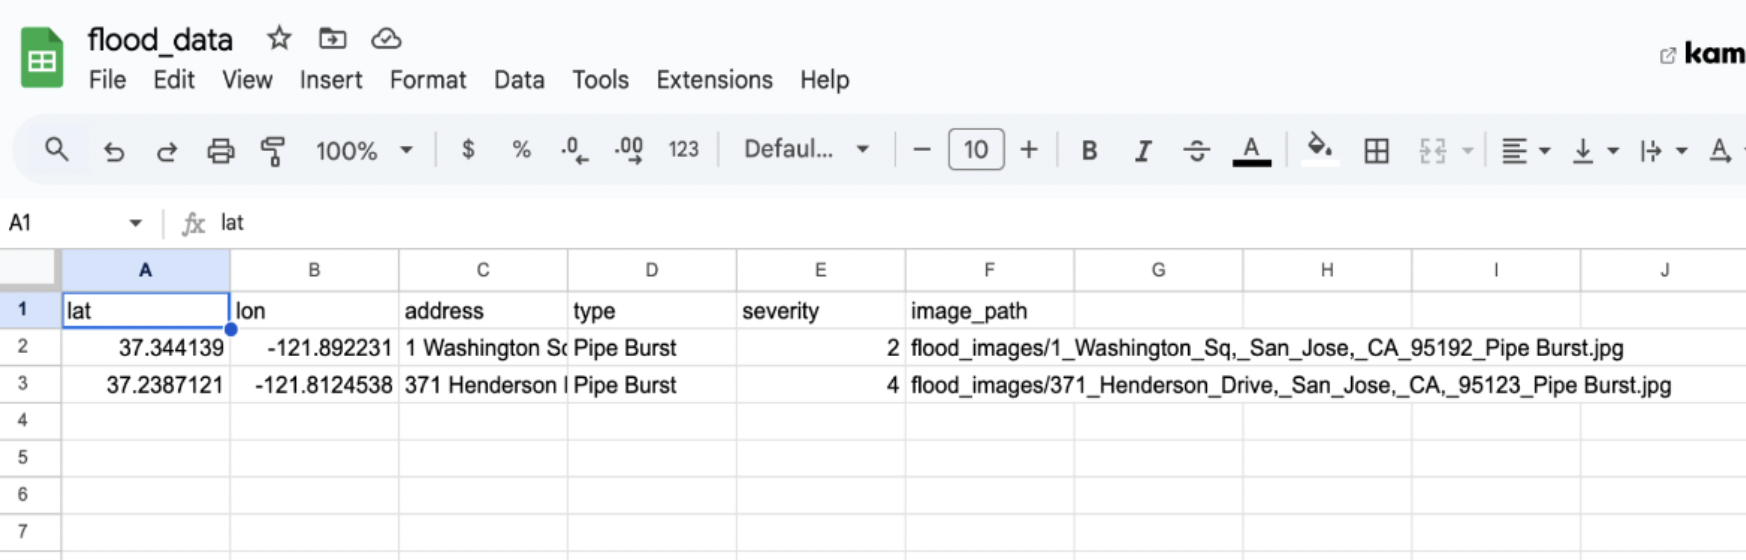 flood_data
kam
File Edit View Insert Format Data Tools Extensions Help
100% $ % .0 .00 123 Defaul... − 10 + B I S A A
A1 fx lat
A B C D E F G H I J
1 lat lon address type severity image_path
2 37.344139 -121.892231 1 Washington Sq Pipe Burst 2 flood_images/1_Washington_Sq,_San_Jose,_CA_95192_Pipe Burst.jpg
3 37.2387121 -121.8124538 371 Henderson Pipe Burst 4 flood_images/371_Henderson_Drive,_San_Jose,_CA,_95123_Pipe Burst.jpg
4
5
6
7